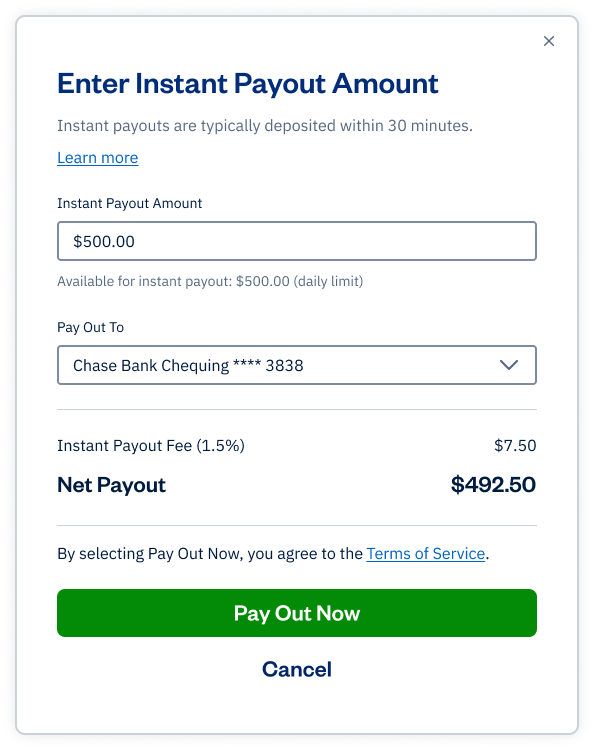 Enter Instant Payout Amount
Instant payouts are typically deposited within 30 minutes.
Learn more
Instant Payout Amount
$500.00
Available for instant payout: $500.00 (daily limit)
Pay Out To
Chase Bank Chequing **** 3838
Instant Payout Fee (1.5%) $7.50
Net Payout $492.50
By selecting Pay Out Now, you agree to the Terms of Service.
Pay Out Now
Cancel